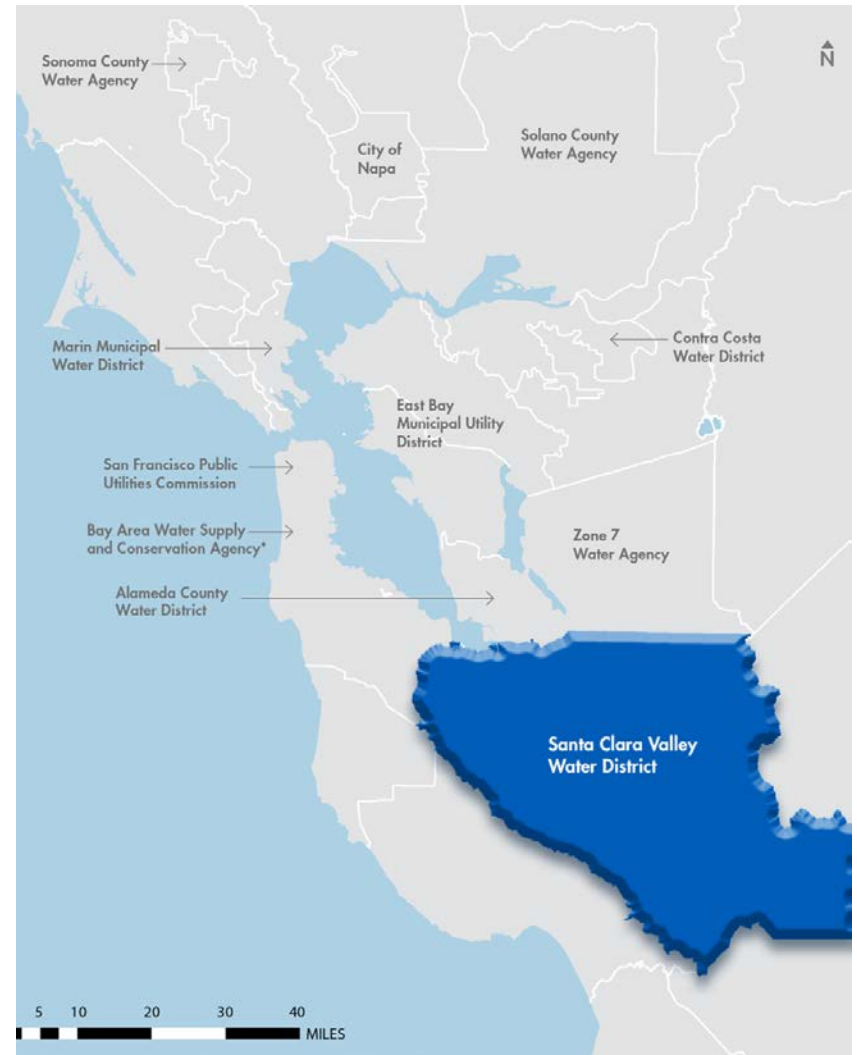 N
Sonoma County
Water Agency
City of
Napa
Solano County
Water Agency
Marin Municipal
Water District
Contra Costa
Water District
East Bay
Municipal Utility
District
San Francisco Public
Utilities Commission
Bay Area Water Supply
and Conservation Agency*
Zone 7
Water Agency
Alameda County
Water District
Santa Clara Valley
Water District
5 10 20 30 40
MILES